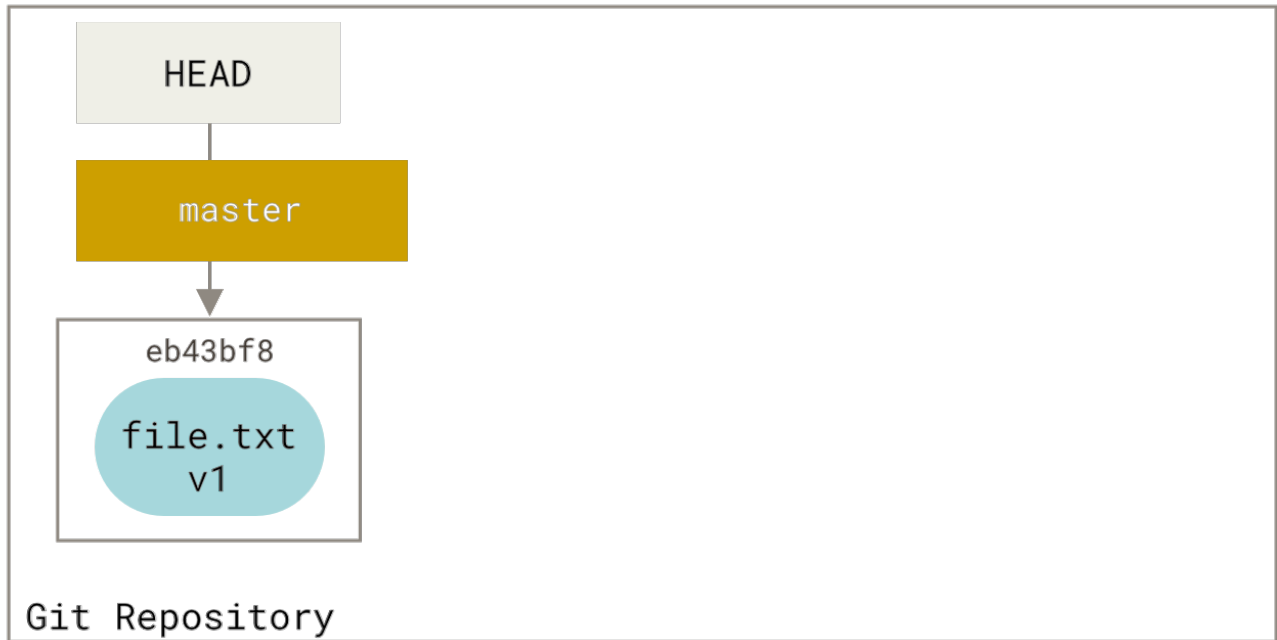 HEAD
master
eb43bf8
file.txt
v1
Git Repository